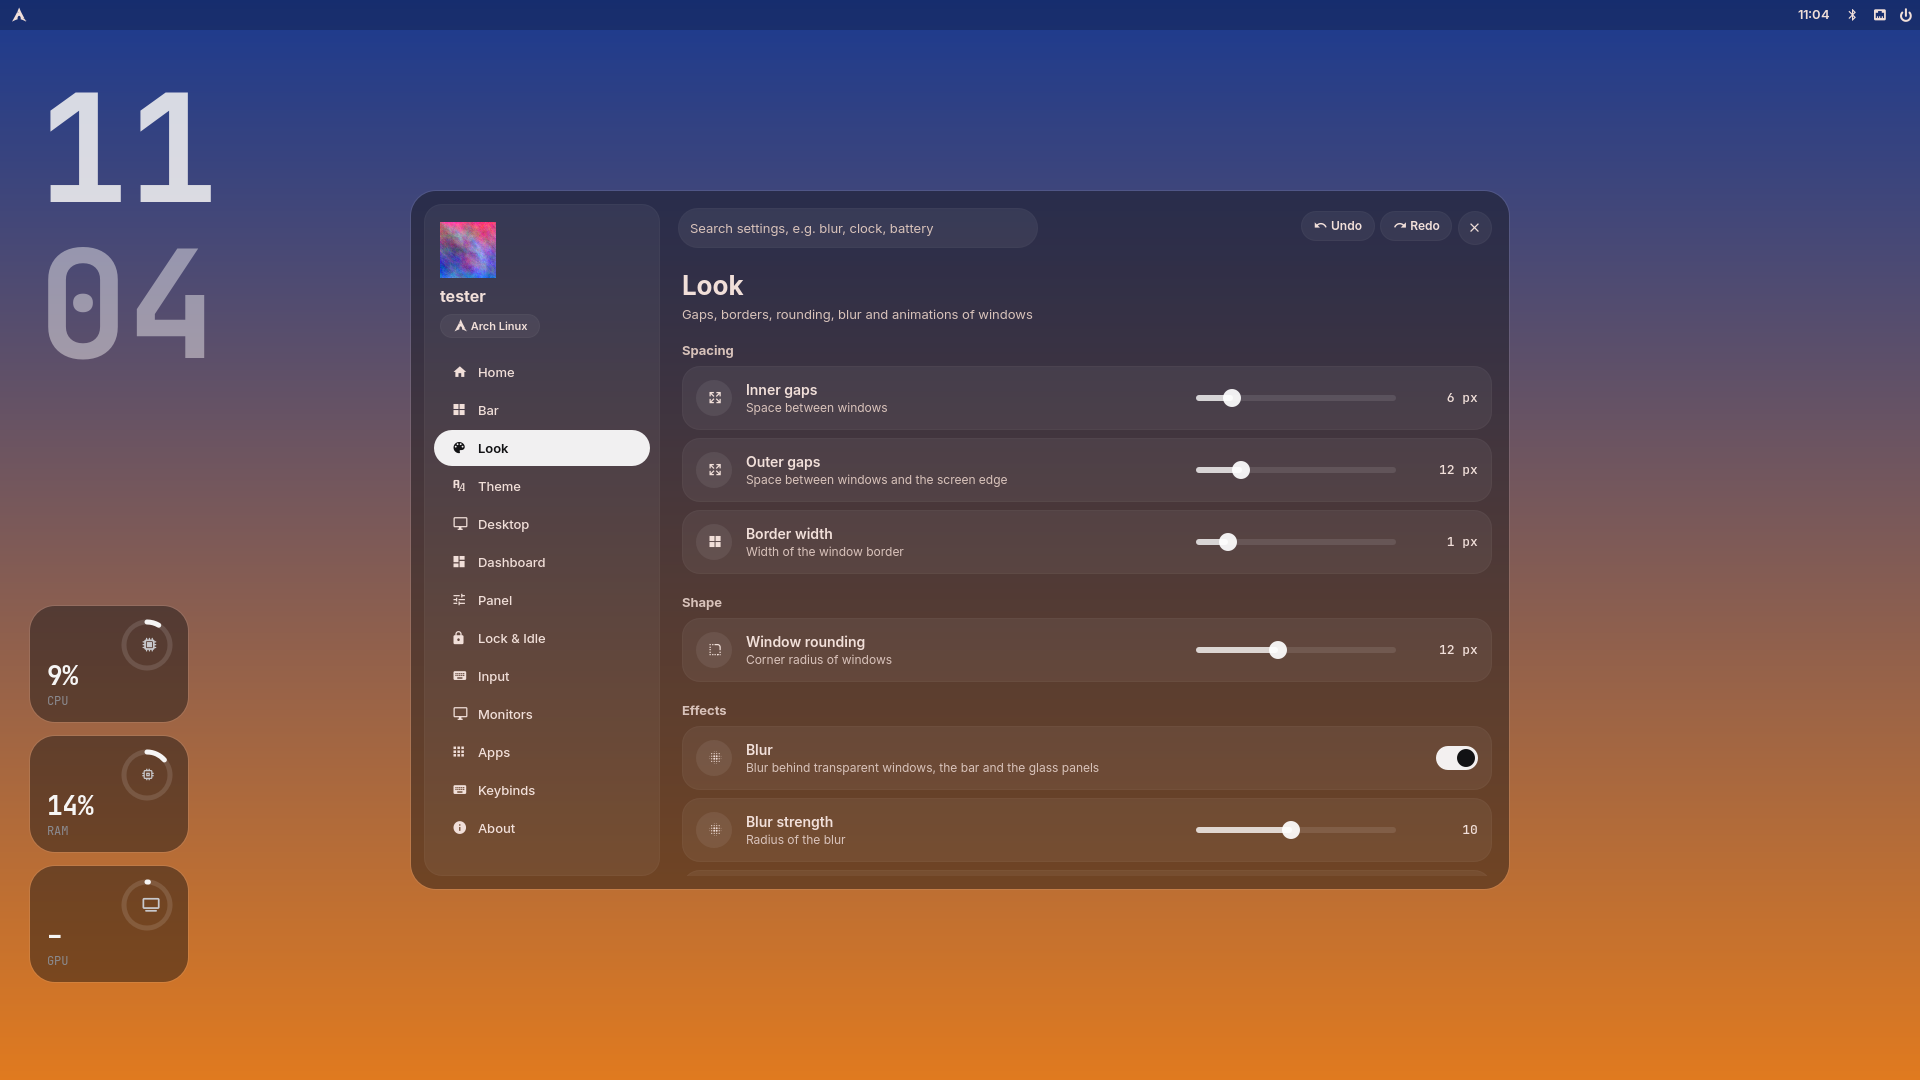 11:04
11
04
tester
Arch Linux
Home
Bar
Look
Theme
Desktop
Dashboard
Panel
Lock & Idle
Input
Monitors
Apps
Keybinds
About
Search settings, e.g. blur, clock, battery
Undo
Redo
Look
Gaps, borders, rounding, blur and animations of windows
Spacing
Inner gaps
Space between windows
6 px
Outer gaps
Space between windows and the screen edge
12 px
Border width
Width of the window border
1 px
Shape
Window rounding
Corner radius of windows
12 px
Effects
Blur
Blur behind transparent windows, the bar and the glass panels
Blur strength
Radius of the blur
10
9%
CPU
14%
RAM
–
GPU